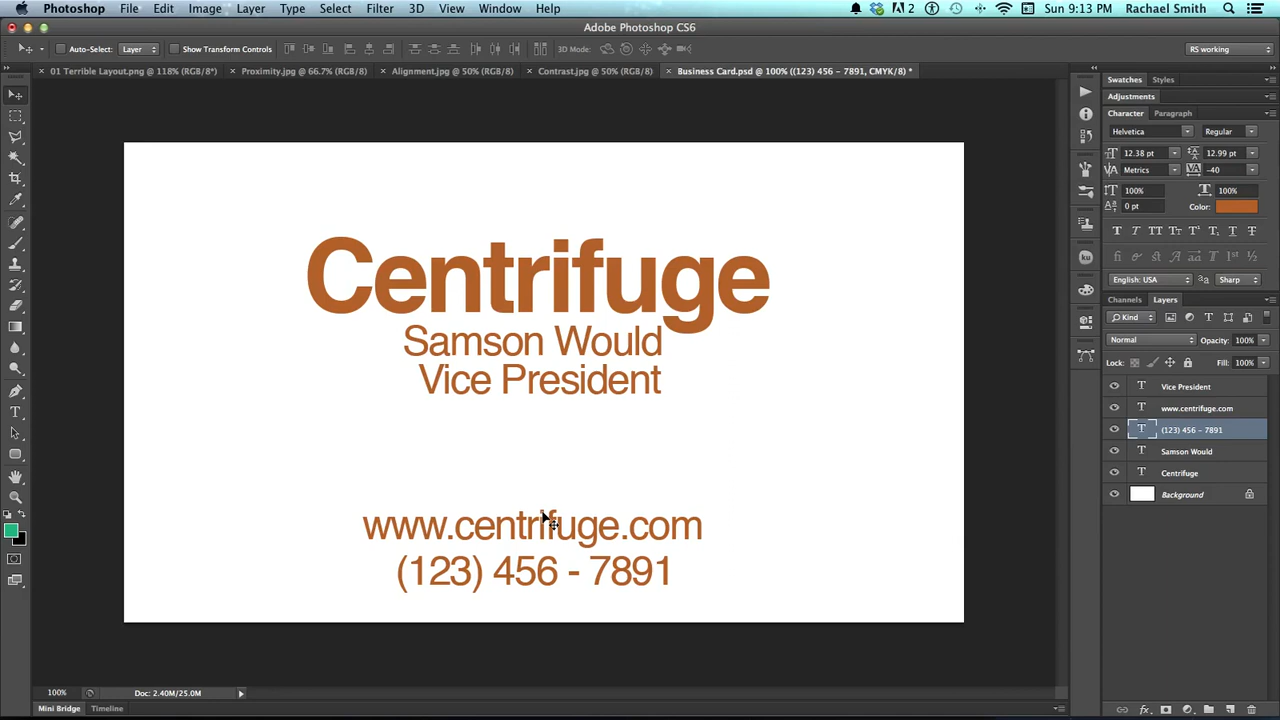 Photoshop File Edit Image Layer Type Select Filter 3D View Window Help 2 Sun 9:13 PM Rachael Smith
Adobe Photoshop CS6
Auto-Select: Layer Show Transform Controls 3D Mode: RS working
01 Terrible Layout.png @ 118% (RGB/8*) Proximity.jpg @ 66.7% (RGB/8) Alignment.jpg @ 50% (RGB/8) Contrast.jpg @ 50% (RGB/8) Business Card.psd @ 100% ((123) 456 - 7891, CMYK/8) *
Swatches Styles
Adjustments
Character Paragraph
Helvetica Regular
12.38 pt 12.99 pt
Metrics -40
100% 100%
0 pt Color:
English: USA Sharp
Channels Layers
Kind
Normal Opacity: 100%
Lock: Fill: 100%
Vice President
www.centrifuge.com
(123) 456 - 7891
Samson Would
Centrifuge
Background
Centrifuge
Samson Would
Vice President
www.centrifuge.com
(123) 456 - 7891
100% Doc: 2.40M/25.0M
Mini Bridge Timeline